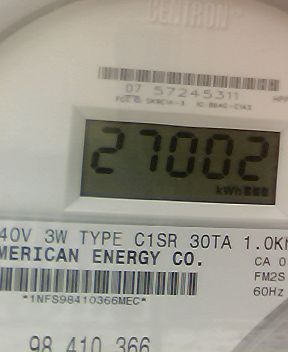 CENTRON
07 57245311
27002
kWh
40V 3W TYPE C1SR 30TA 1.0K
MERICAN ENERGY CO.
CA 0
FM2S
*1NFS98410366MEC*
60Hz
98 410 366